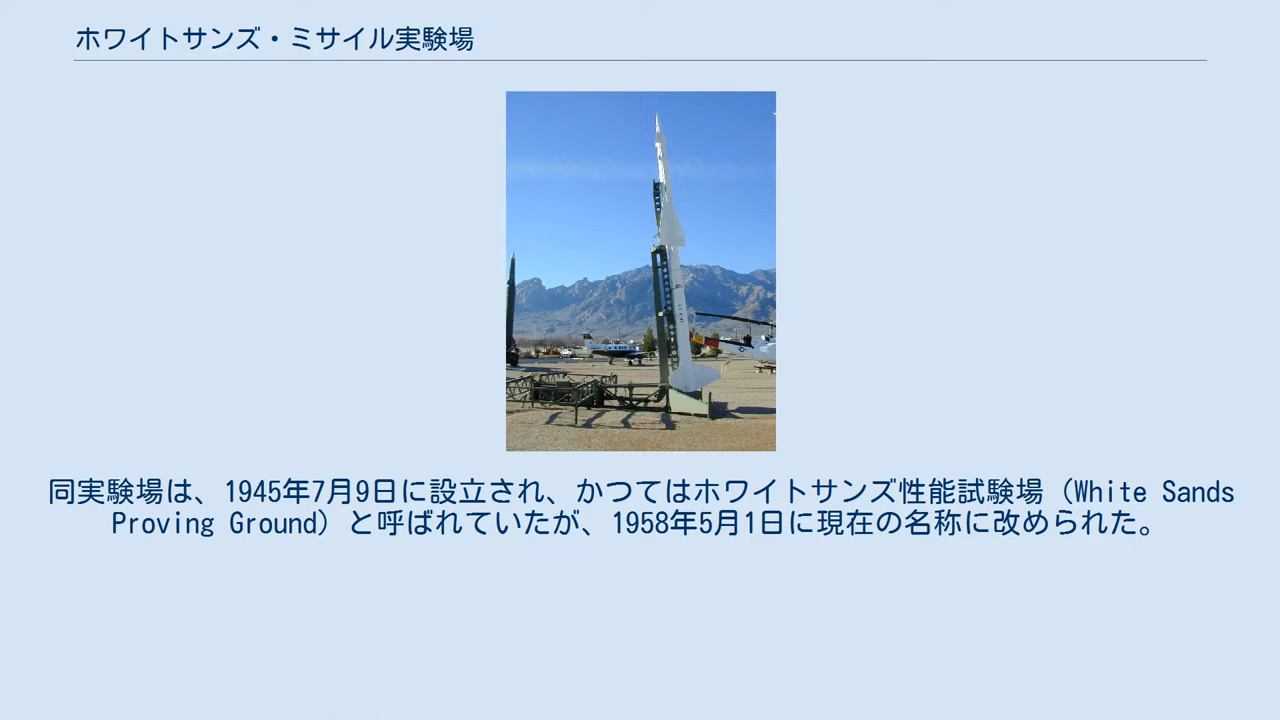 ホワイトサンズ・ミサイル実験場
同実験場は、1945年7月9日に設立され、かつてはホワイトサンズ性能試験場（White Sands
Proving Ground）と呼ばれていたが、1958年5月1日に現在の名称に改められた。